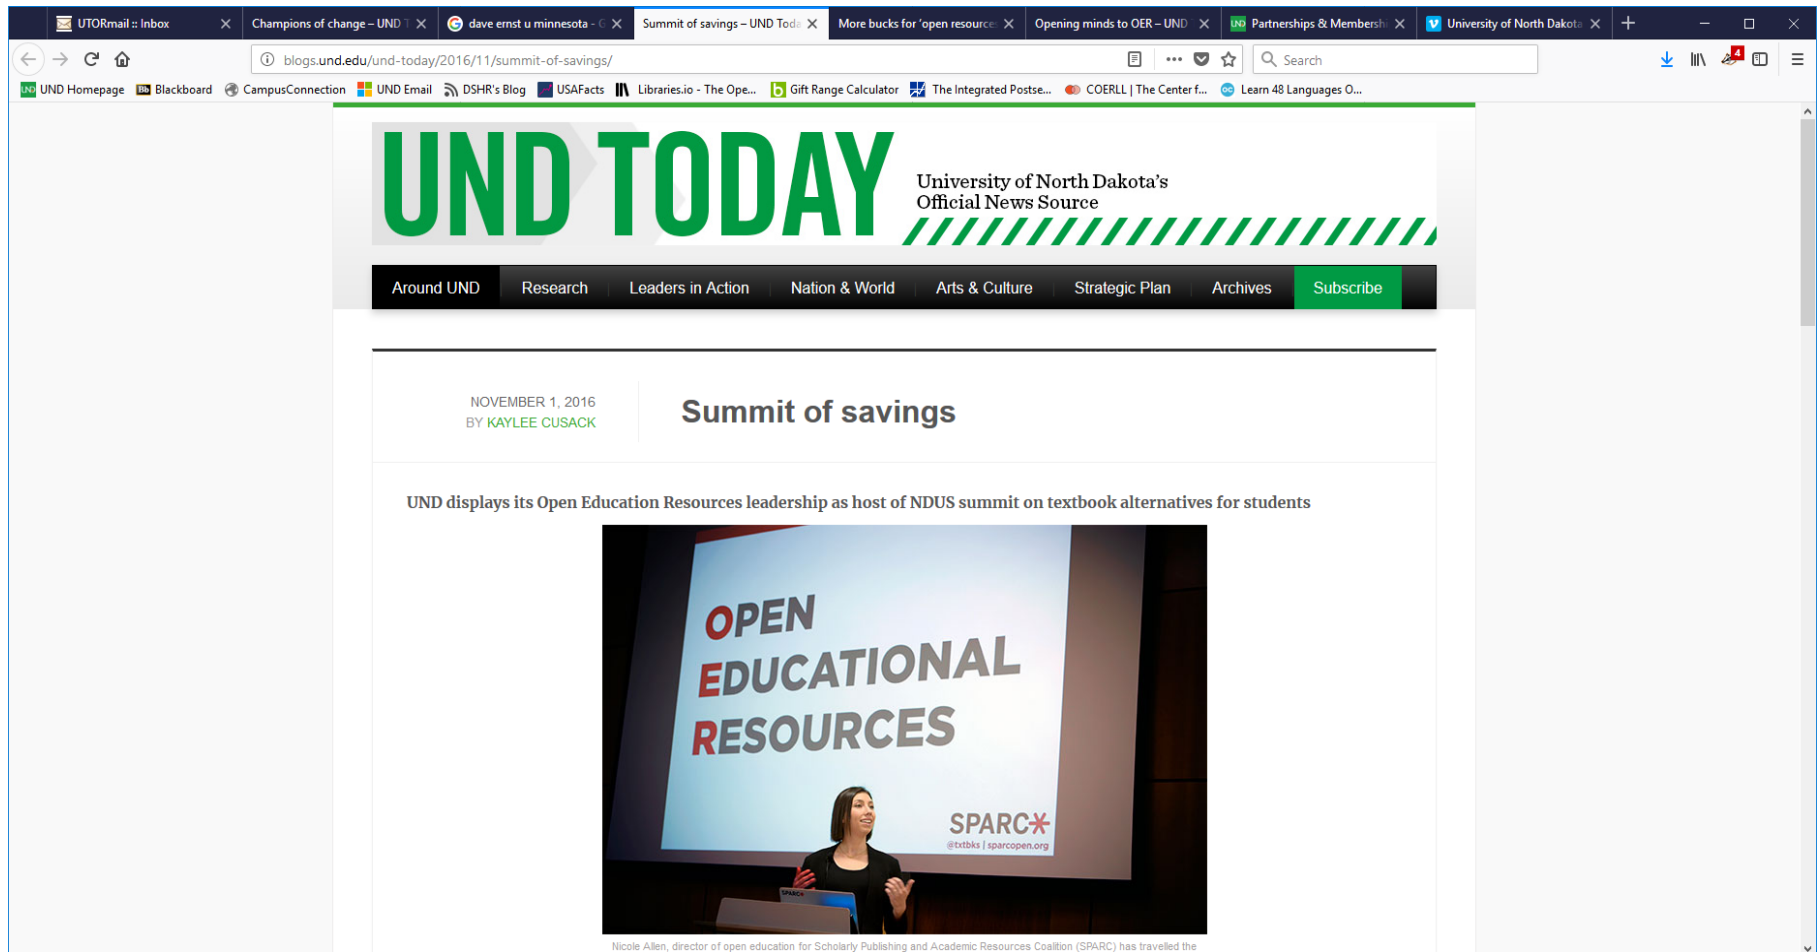 UTORmail :: Inbox
Champions of change – UND T
dave ernst u minnesota - G
Summit of savings – UND Toda
More bucks for 'open resources
Opening minds to OER – UND
UND Partnerships & Membersh
University of North Dakota
blogs.und.edu/und-today/2016/11/summit-of-savings/
Search
4
UND UND Homepage
Bb Blackboard
CampusConnection
UND Email
DSHR's Blog
USAFacts
Libraries.io - The Ope...
Gift Range Calculator
The Integrated Postse...
COERLL | The Center f...
Learn 48 Languages O...
UND TODAY
University of North Dakota's
Official News Source
Around UND
Research
Leaders in Action
Nation & World
Arts & Culture
Strategic Plan
Archives
Subscribe
NOVEMBER 1, 2016
BY KAYLEE CUSACK
Summit of savings
UND displays its Open Education Resources leadership as host of NDUS summit on textbook alternatives for students
OPEN
EDUCATIONAL
RESOURCES
SPARC
@txtbks | sparcopen.org
SPARC
Nicole Allen, director of open education for Scholarly Publishing and Academic Resources Coalition (SPARC) has travelled the